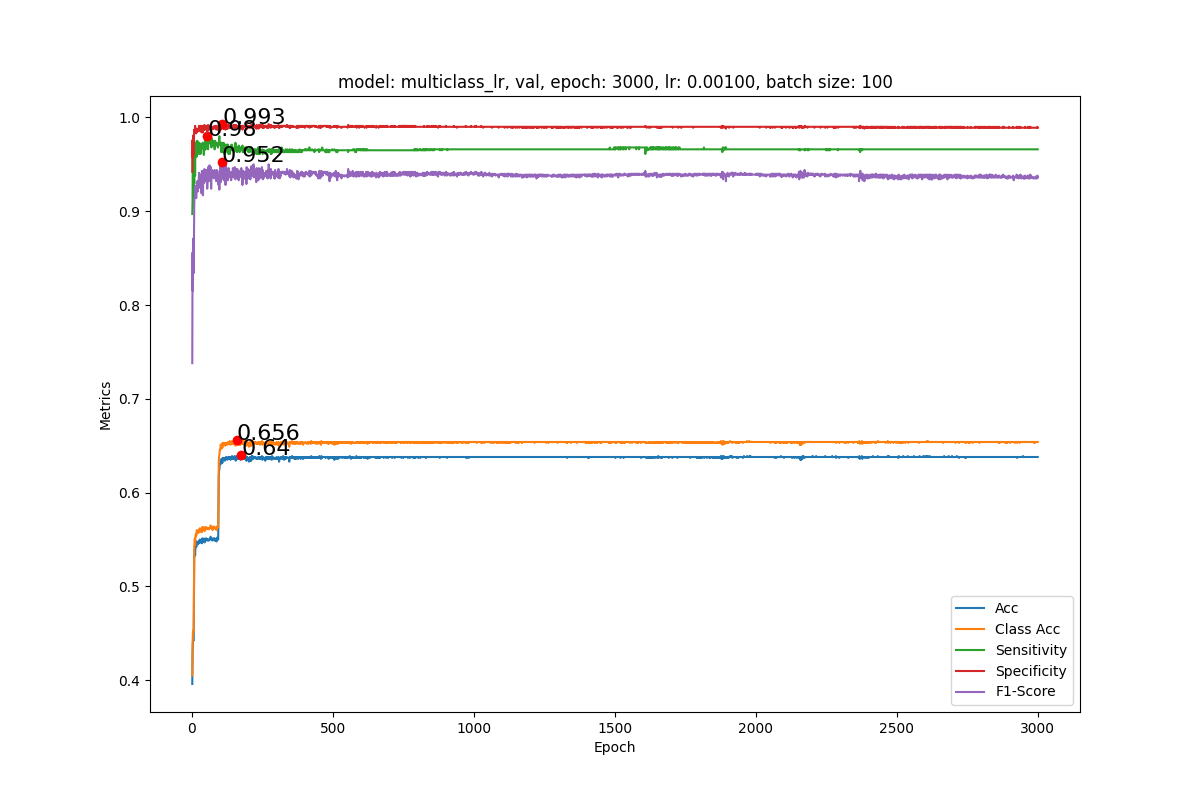 model: multiclass_lr, val, epoch: 3000, lr: 0.00100, batch size: 100
1.0
0.993
0.98
0.952
0.9
0.8
0.7
Metrics
0.656
0.64
0.6
0.5
0.4
Acc
Class Acc
Sensitivity
Specificity
F1-Score
0 500 1000 1500 2000 2500 3000
Epoch